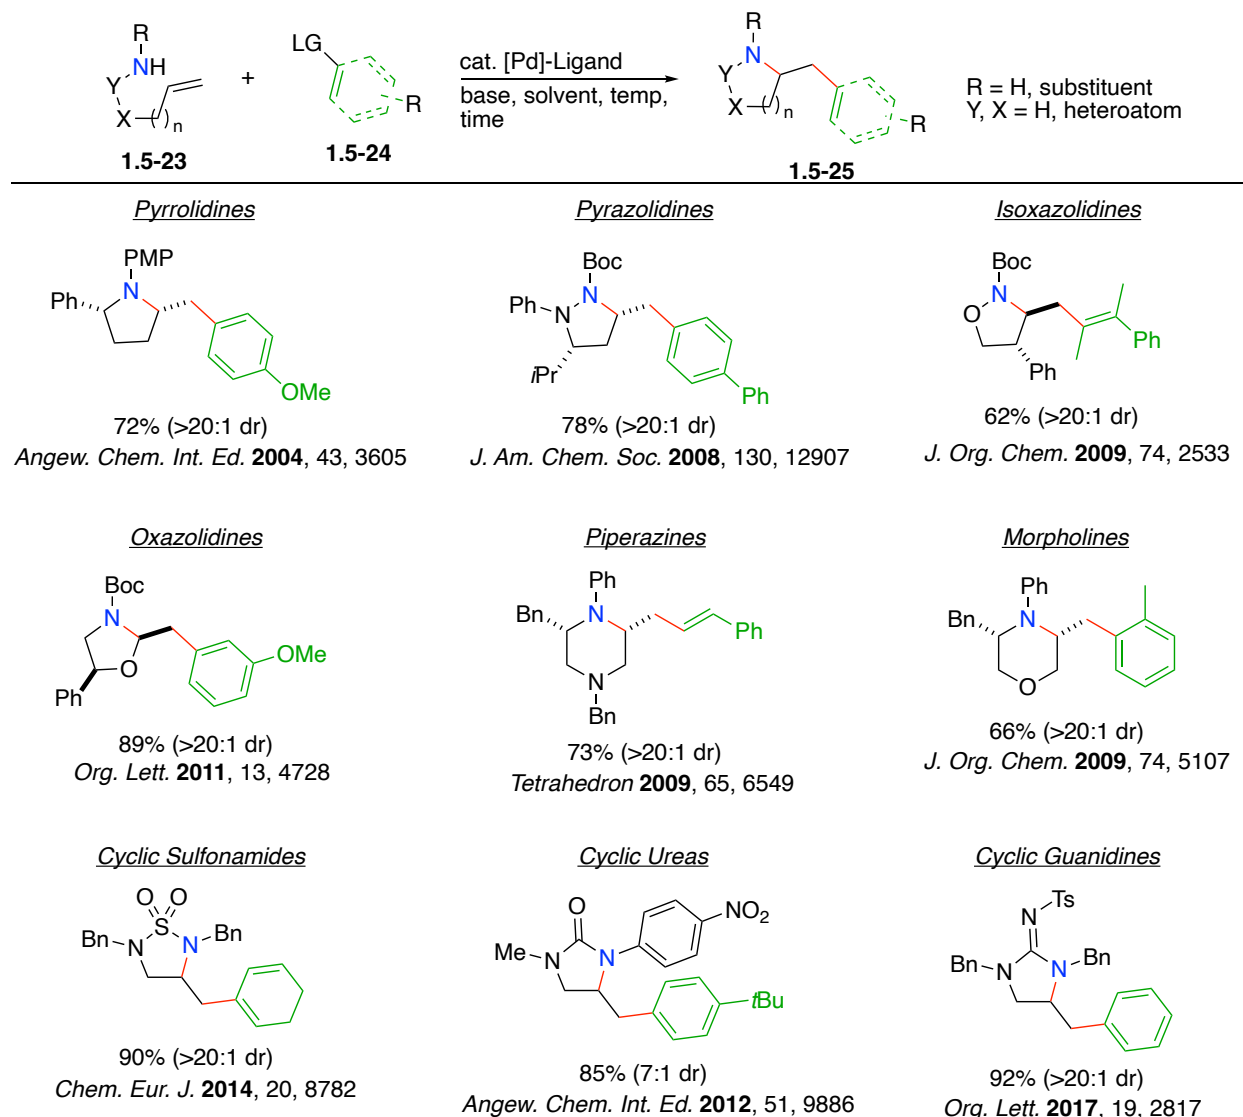 R
NH
Y
X
n
1.5-23
+
LG
R
1.5-24
cat. [Pd]-Ligand
base, solvent, temp,
time
R
N
Y
X
n
R
1.5-25
R = H, substituent
Y, X = H, heteroatom
Pyrrolidines
PMP
N
Ph
OMe
72% (>20:1 dr)
Angew. Chem. Int. Ed. 2004, 43, 3605
Pyrazolidines
Boc
N
Ph
N
iPr
Ph
78% (>20:1 dr)
J. Am. Chem. Soc. 2008, 130, 12907
Isoxazolidines
Boc
N
O
Ph
Ph
62% (>20:1 dr)
J. Org. Chem. 2009, 74, 2533
Oxazolidines
Boc
N
O
OMe
Ph
89% (>20:1 dr)
Org. Lett. 2011, 13, 4728
Piperazines
Ph
Bn
N
Ph
N
Bn
73% (>20:1 dr)
Tetrahedron 2009, 65, 6549
Morpholines
Ph
Bn
N
O
66% (>20:1 dr)
J. Org. Chem. 2009, 74, 5107
Cyclic Sulfonamides
O O
S
Bn
N
N
Bn
90% (>20:1 dr)
Chem. Eur. J. 2014, 20, 8782
Cyclic Ureas
O
NO2
Me
N
N
tBu
85% (7:1 dr)
Angew. Chem. Int. Ed. 2012, 51, 9886
Cyclic Guanidines
Ts
N
Bn
N
N
Bn
92% (>20:1 dr)
Org. Lett. 2017, 19, 2817